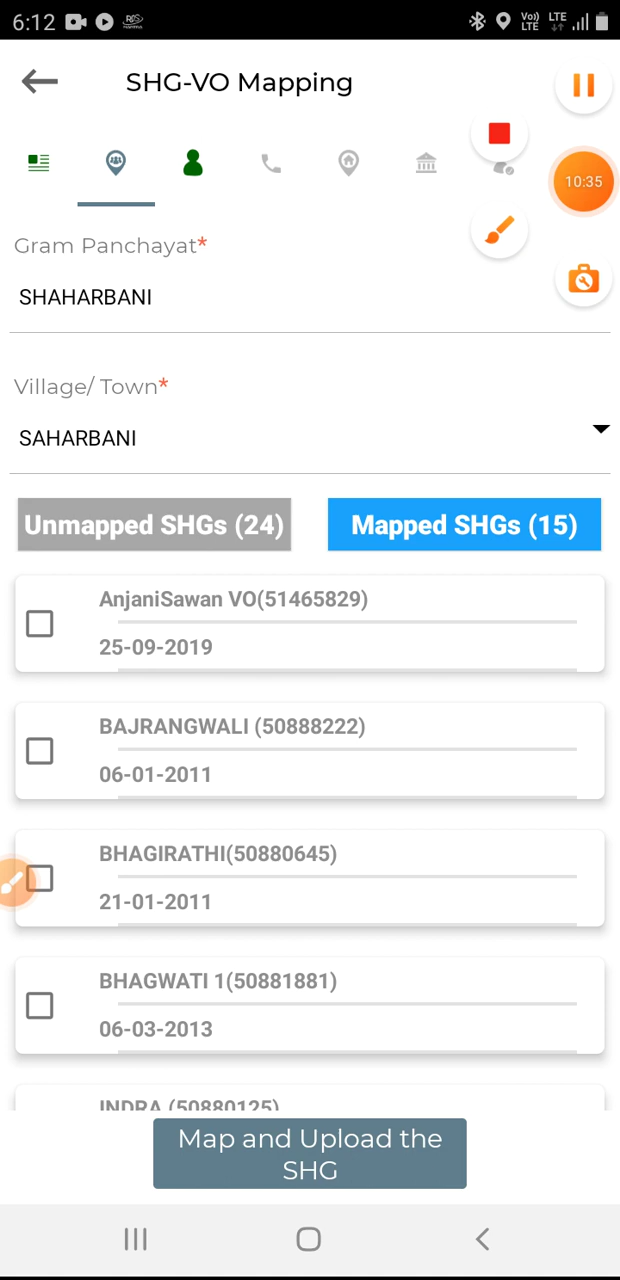 6:12
Vo)) LTE
LTE
SHG-VO Mapping
10:35
Gram Panchayat*
SHAHARBANI
Village/ Town*
SAHARBANI
Unmapped SHGs (24)
Mapped SHGs (15)
AnjaniSawan VO(51465829)
25-09-2019
BAJRANGWALI (50888222)
06-01-2011
BHAGIRATHI(50880645)
21-01-2011
BHAGWATI 1(50881881)
06-03-2013
INDRA (50880125)
Map and Upload the
SHG